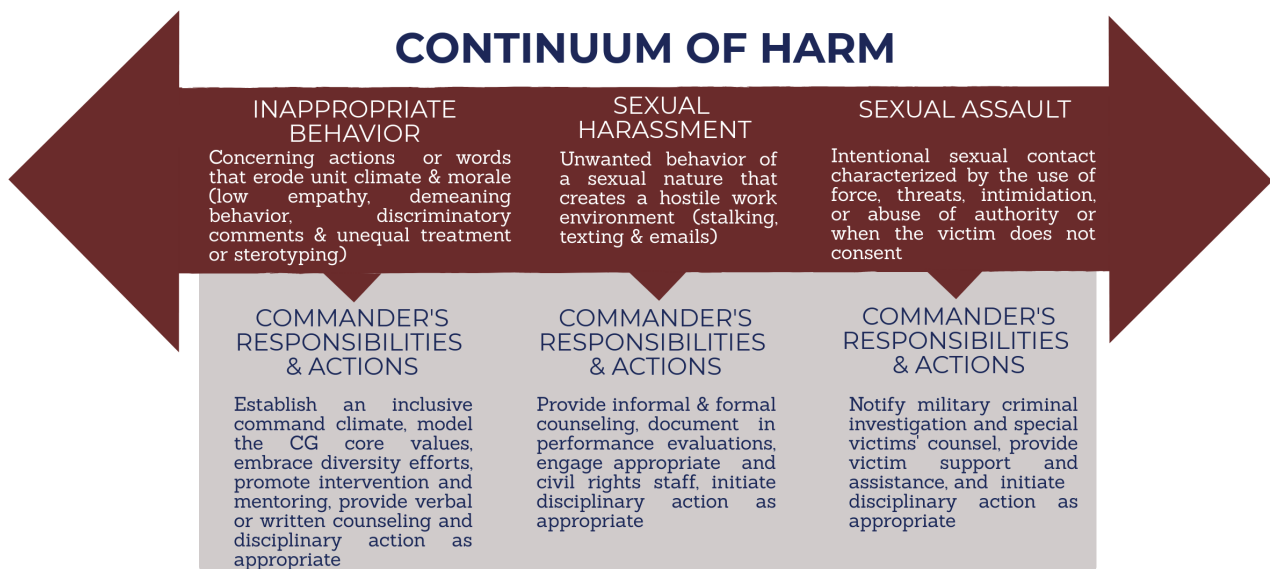 CONTINUUM OF HARM
INAPPROPRIATE
BEHAVIOR
Concerning actions or words
that erode unit climate & morale
(low empathy, demeaning
behavior, discriminatory
comments & unequal treatment
or sterotyping)
SEXUAL
HARASSMENT
Unwanted behavior of
a sexual nature that
creates a hostile work
environment (stalking,
texting & emails)
SEXUAL ASSAULT
Intentional sexual contact
characterized by the use of
force, threats, intimidation,
or abuse of authority or
when the victim does not
consent
COMMANDER'S
RESPONSIBILITIES
& ACTIONS
Establish an inclusive
command climate, model
the CG core values,
embrace diversity efforts,
promote intervention and
mentoring, provide verbal
or written counseling and
disciplinary action as
appropriate
COMMANDER'S
RESPONSIBILITIES
& ACTIONS
Provide informal & formal
counseling, document in
performance evaluations,
engage appropriate and
civil rights staff, initiate
disciplinary action as
appropriate
COMMANDER'S
RESPONSIBILITIES
& ACTIONS
Notify military criminal
investigation and special
victims' counsel, provide
victim support and
assistance, and initiate
disciplinary action as
appropriate